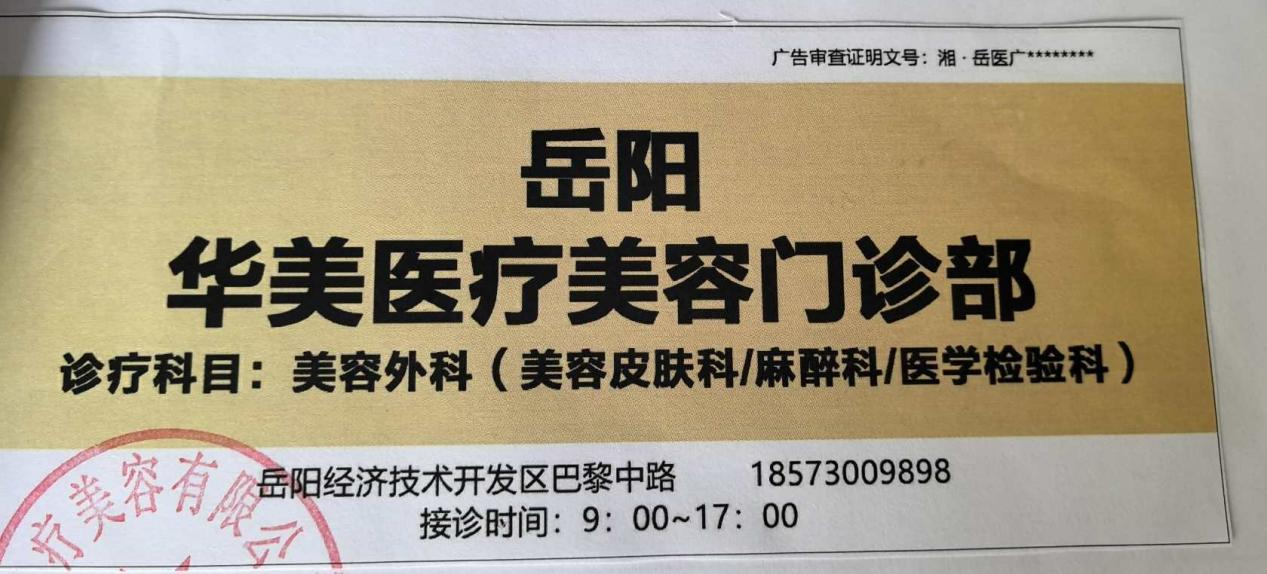 广告审查证明文号：湘·岳医广********
岳阳
华美医疗美容门诊部
诊疗科目：美容外科（美容皮肤科/麻醉科/医学检验科）
岳阳经济技术开发区巴黎中路 18573009898
接诊时间：9：00~17：00
疗美容有限公